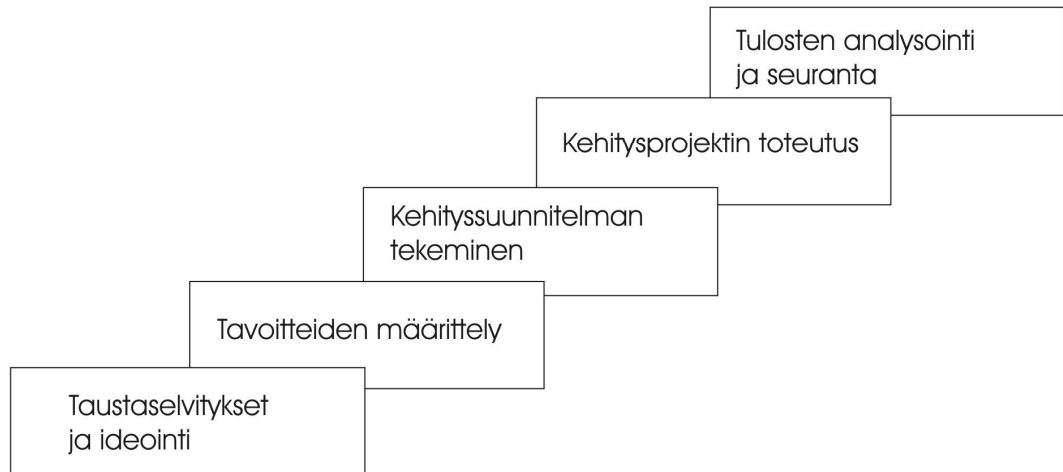 Tulosten analysointi
ja seuranta
Kehitysprojektin toteutus
Kehityssuunnitelman
tekeminen
Tavoitteiden määrittely
Taustaselvitykset
ja ideointi